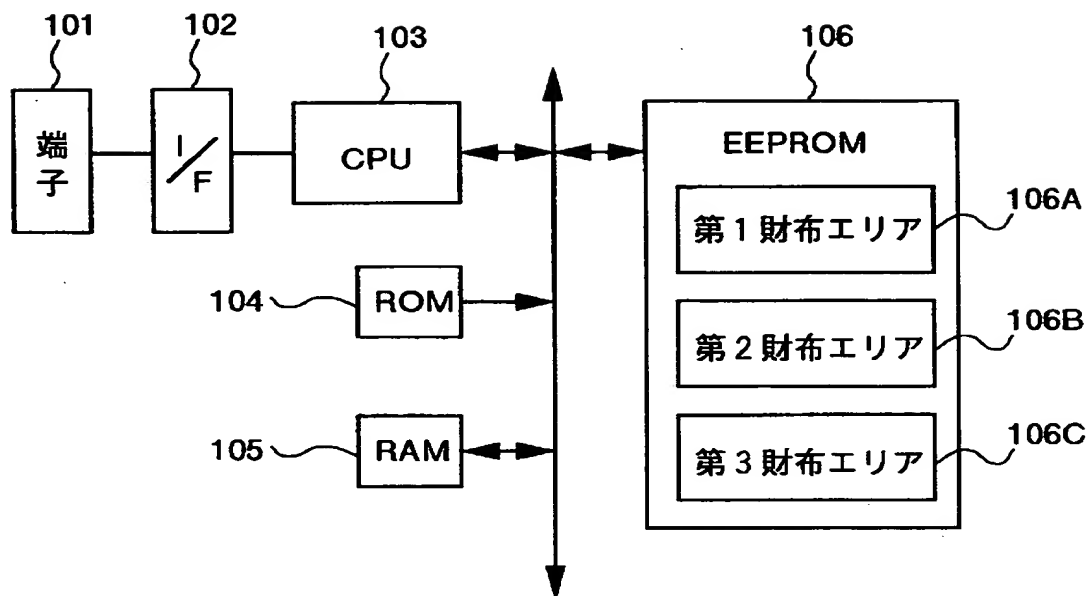 101
102
103
106
端子
I/F
CPU
EEPROM
106A
第1財布エリア
104
ROM
106B
第2財布エリア
105
RAM
106C
第3財布エリア